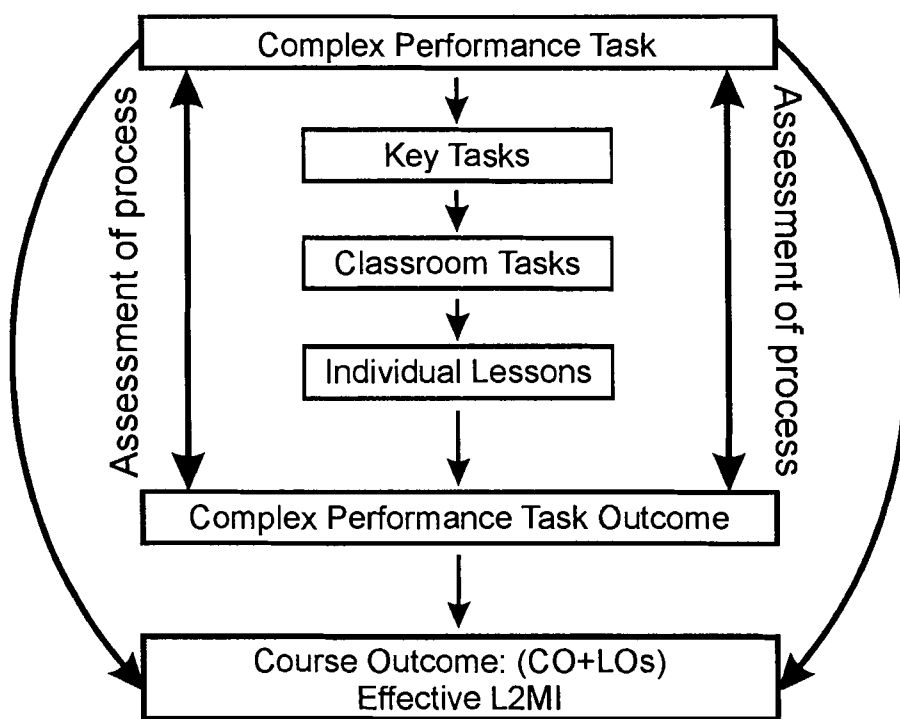 Complex Performance Task
Assessment of process
Assessment of process
Key Tasks
Classroom Tasks
Individual Lessons
Complex Performance Task Outcome
Course Outcome: (CO+LOs)
Effective L2MI